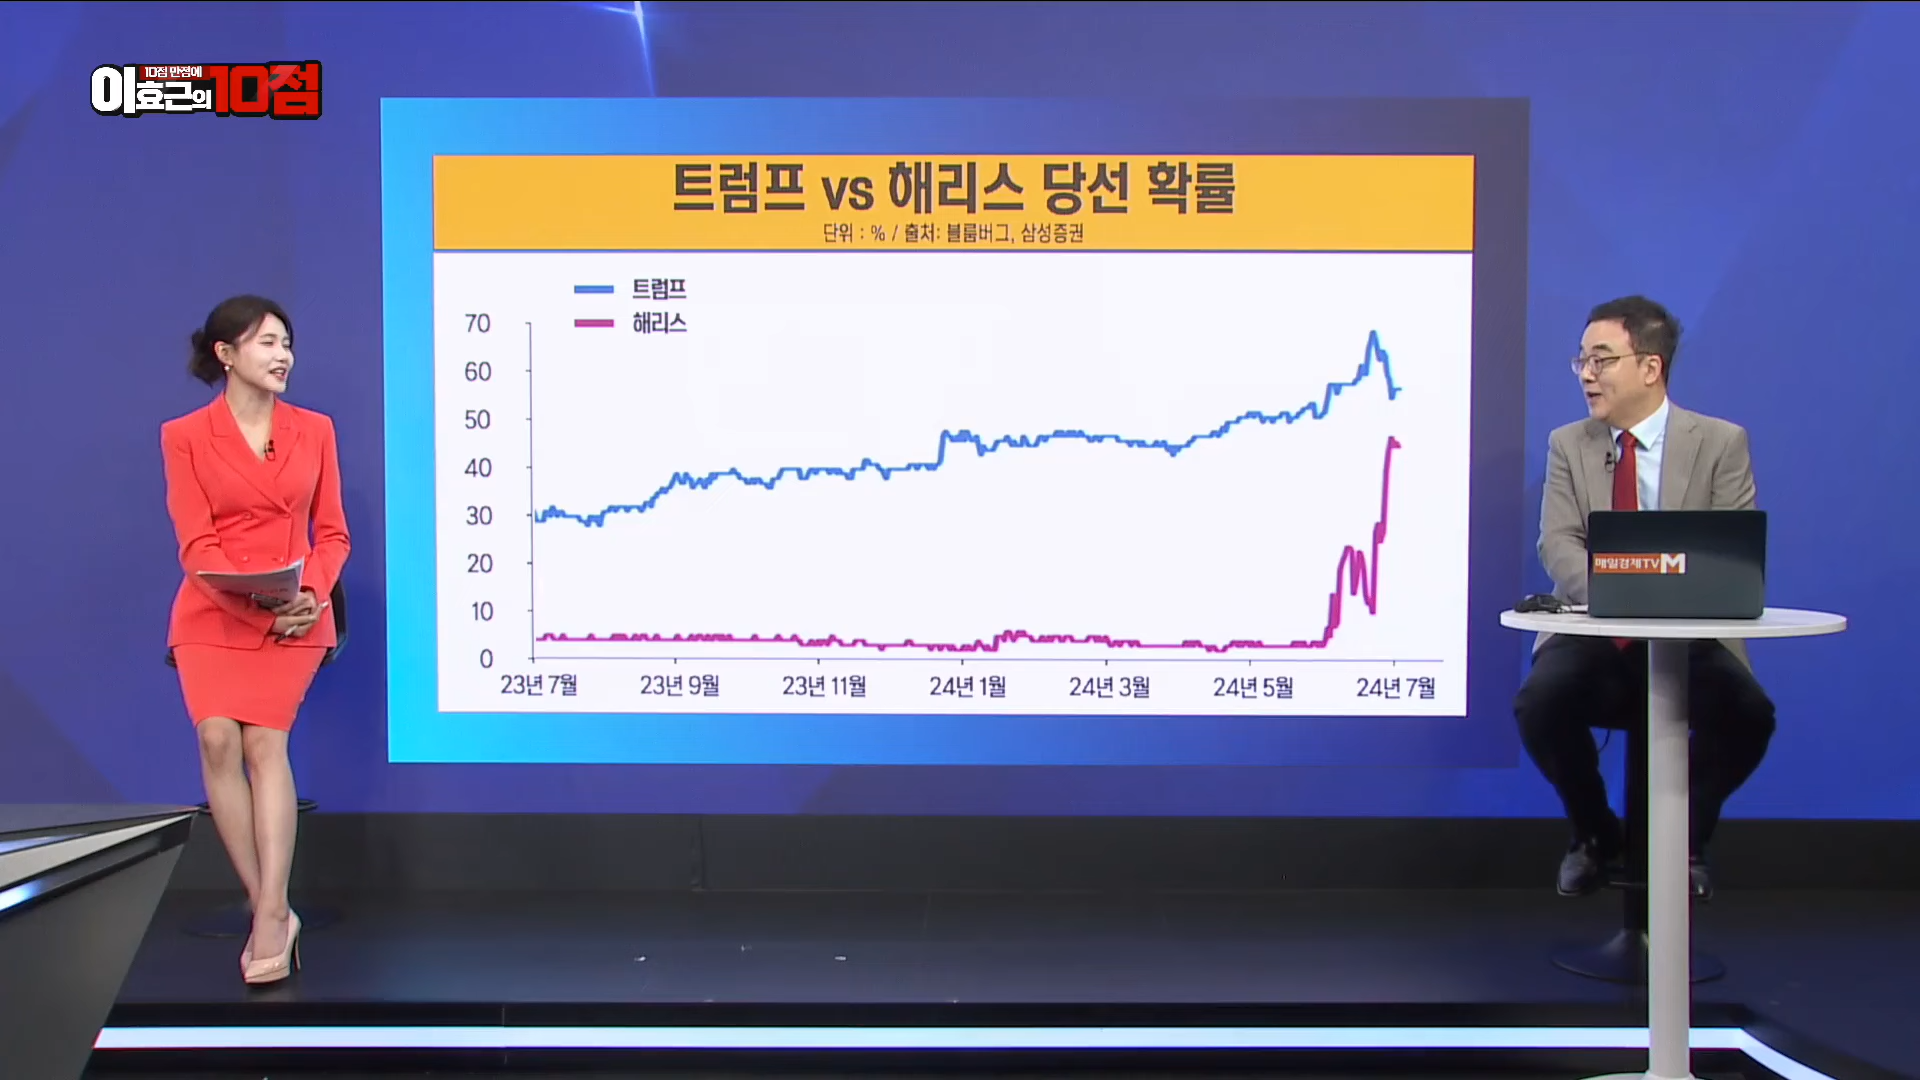 10점 만점에
이효근의 10점
트럼프 vs 해리스 당선 확률
단위 : % / 출처: 블룸버그, 삼성증권
트럼프
해리스
70
60
50
40
30
20
10
0
23년 7월 23년 9월 23년 11월 24년 1월 24년 3월 24년 5월 24년 7월
매일경제TV M